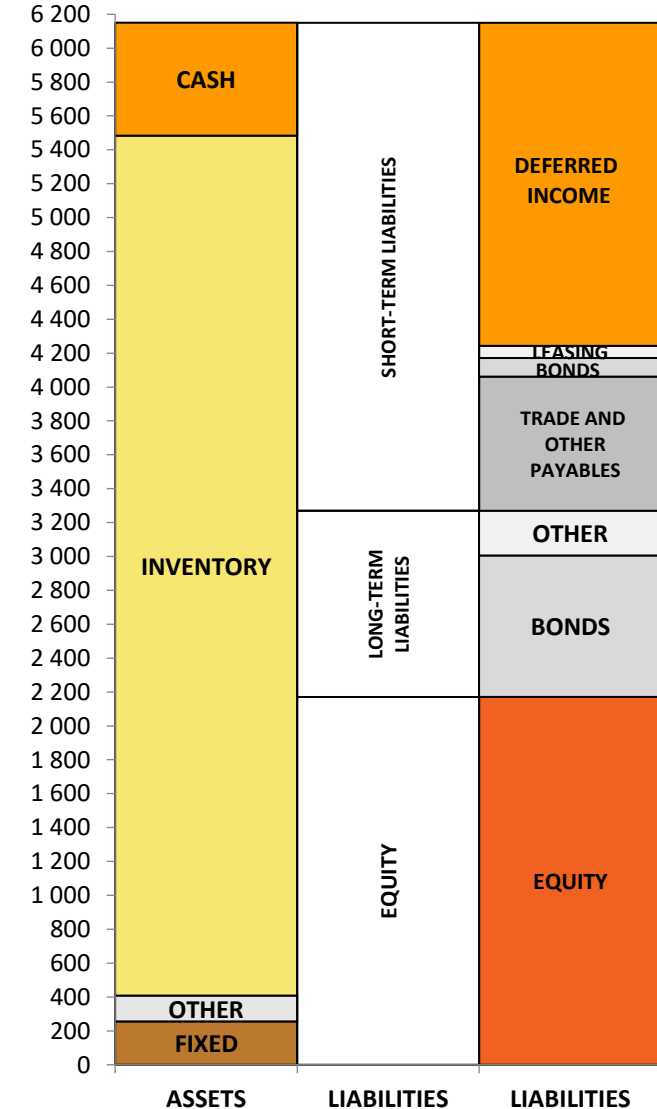 6 200
6 000
5 800
5 600
5 400
5 200
5 000
4 800
4 600
4 400
4 200
4 000
3 800
3 600
3 400
3 200
3 000
2 800
2 600
2 400
2 200
2 000
1 800
1 600
1 400
1 200
1 000
800
600
400
200
0
CASH
INVENTORY
OTHER
FIXED
SHORT-TERM LIABILITIES
LONG-TERM
LIABILITIES
EQUITY
DEFERRED
INCOME
LEASING
BONDS
TRADE AND
OTHER
PAYABLES
OTHER
BONDS
EQUITY
ASSETS
LIABILITIES
LIABILITIES